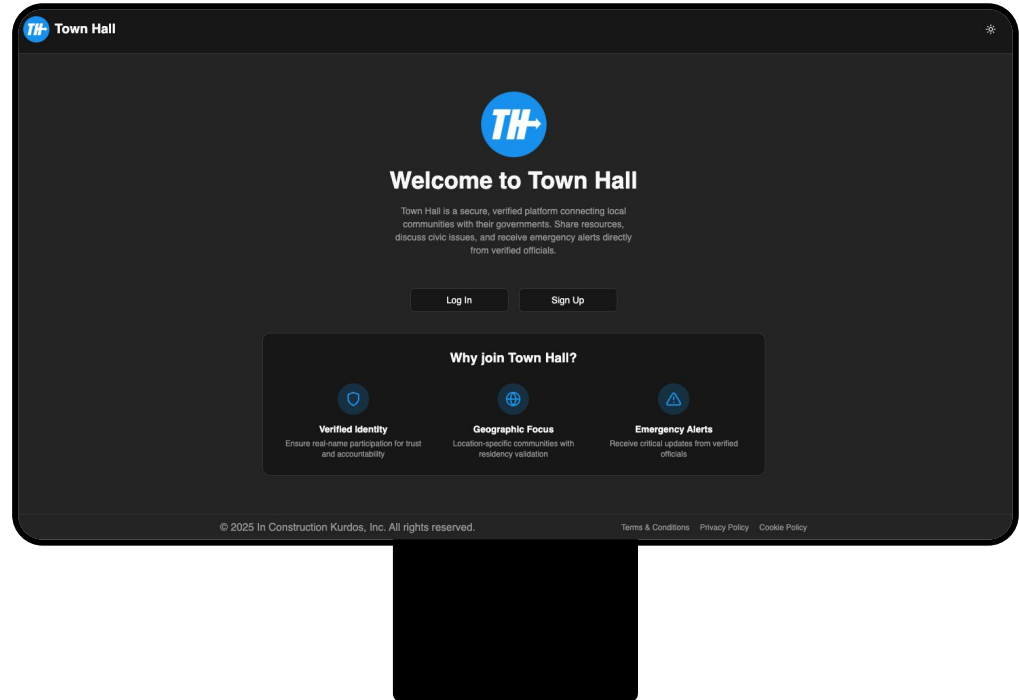 TH Town Hall
TH
Welcome to Town Hall
Town Hall is a secure, verified platform connecting local
communities with their governments. Share resources,
discuss civic issues, and receive emergency alerts directly
from verified officials.
Log In Sign Up
Why join Town Hall?
Verified Identity
Ensure real-name participation for trust
and accountability
Geographic Focus
Location-specific communities with
residency validation
Emergency Alerts
Receive critical updates from verified
officials
© 2025 In Construction Kurdos, Inc. All rights reserved. Terms & Conditions Privacy Policy Cookie Policy